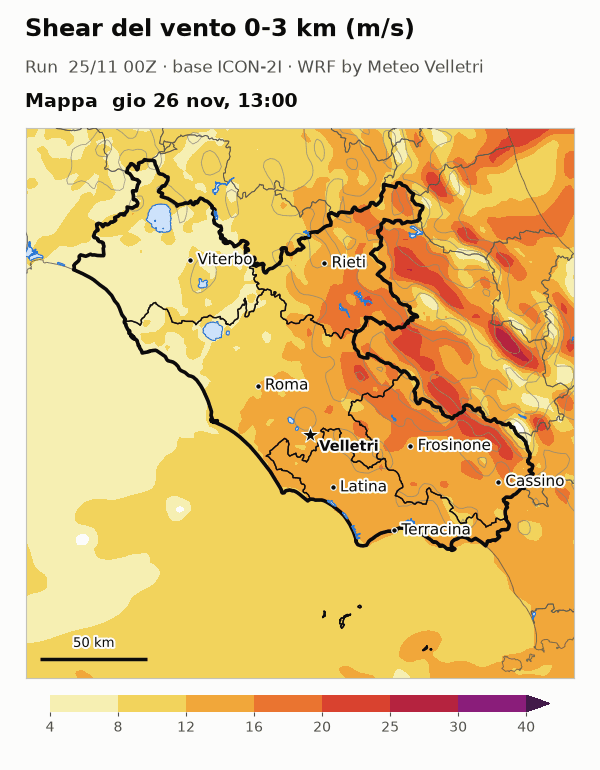 Shear del vento 0-3 km (m/s)
Run  25/11 00Z · base ICON-2I · WRF by Meteo Velletri
Mappa  gio 26 nov, 13:00
Viterbo
Rieti
Roma
Velletri
Frosinone
Latina
Cassino
Terracina
50 km
4 8 12 16 20 25 30 40